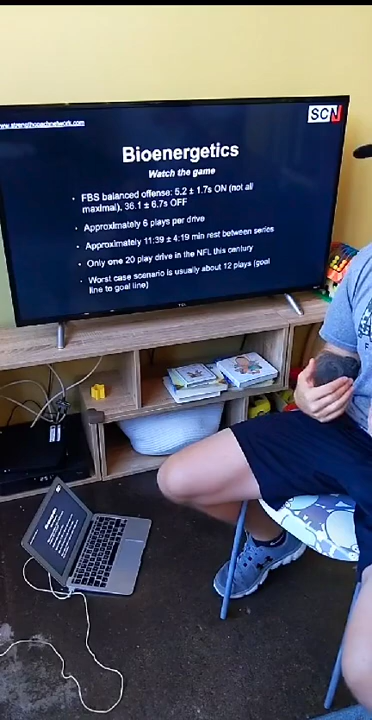 www.strengthcoachnetwork.com
SCN
Bioenergetics
Watch the game
• FBS balanced offense: 5.2 ± 1.7s ON (not all
maximal), 36.1 ± 6.7s OFF
• Approximately 6 plays per drive
• Approximately 11:39 ± 4:19 min rest between series
• Only one 20 play drive in the NFL this century
• Worst case scenario is usually about 12 plays (goal
line to goal line)
TCL